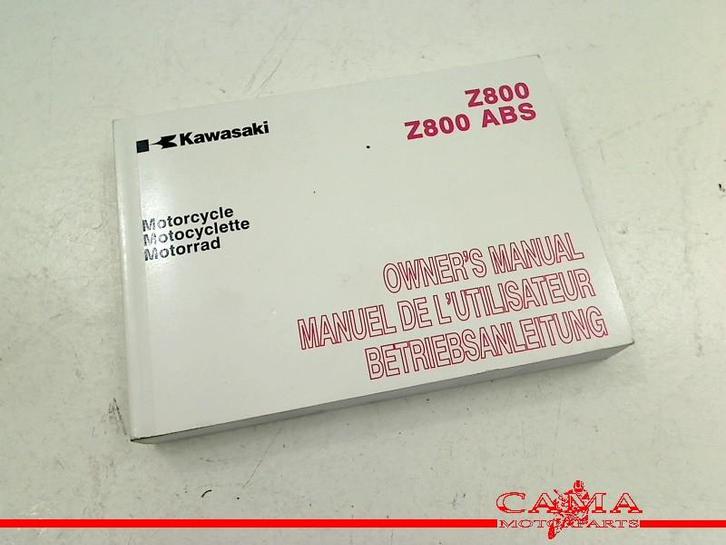 Kawasaki
Z800
Z800 ABS
Motorcycle
Motocyclette
Motorrad
OWNER'S MANUAL
MANUEL DE L'UTILISATEUR
BETRIEBSANLEITUNG
CAMA
MOTOPARTS